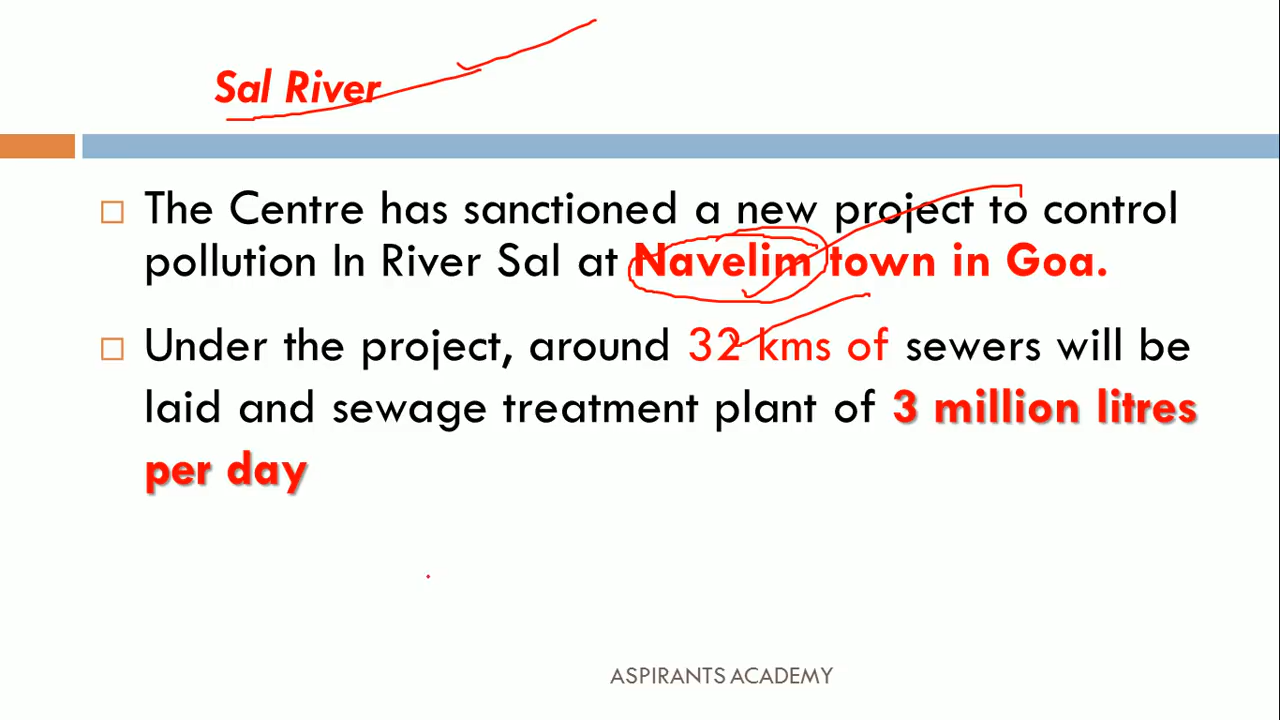 Sal River
The Centre has sanctioned a new project to control
pollution In River Sal at Navelim town in Goa.
Under the project, around 32 kms of sewers will be
laid and sewage treatment plant of 3 million litres
per day
ASPIRANTS ACADEMY